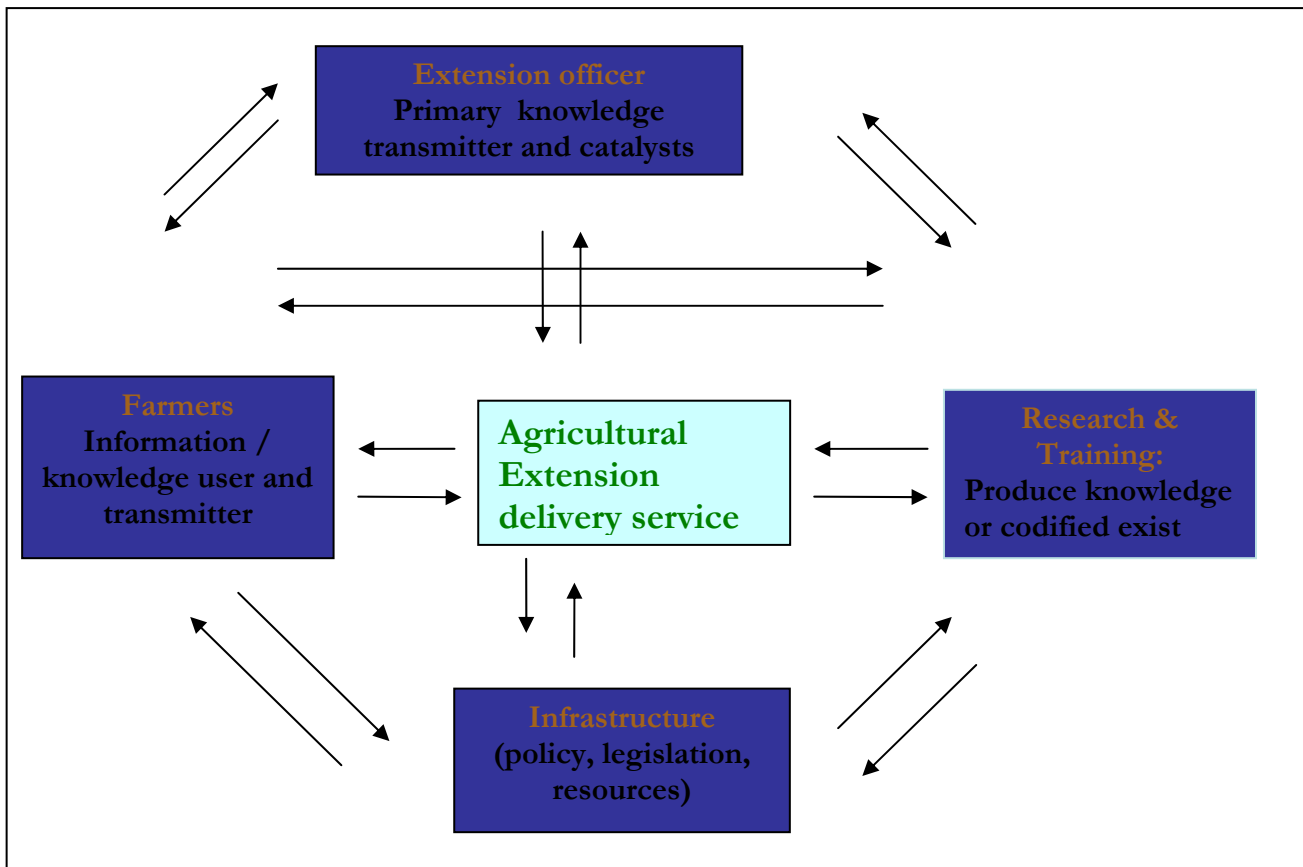 Extension officer
Primary knowledge
transmitter and catalysts
Farmers
Information /
knowledge user and
transmitter
Agricultural
Extension
delivery service
Research &
Training:
Produce knowledge
or codified exist
Infrastructure
(policy, legislation,
resources)